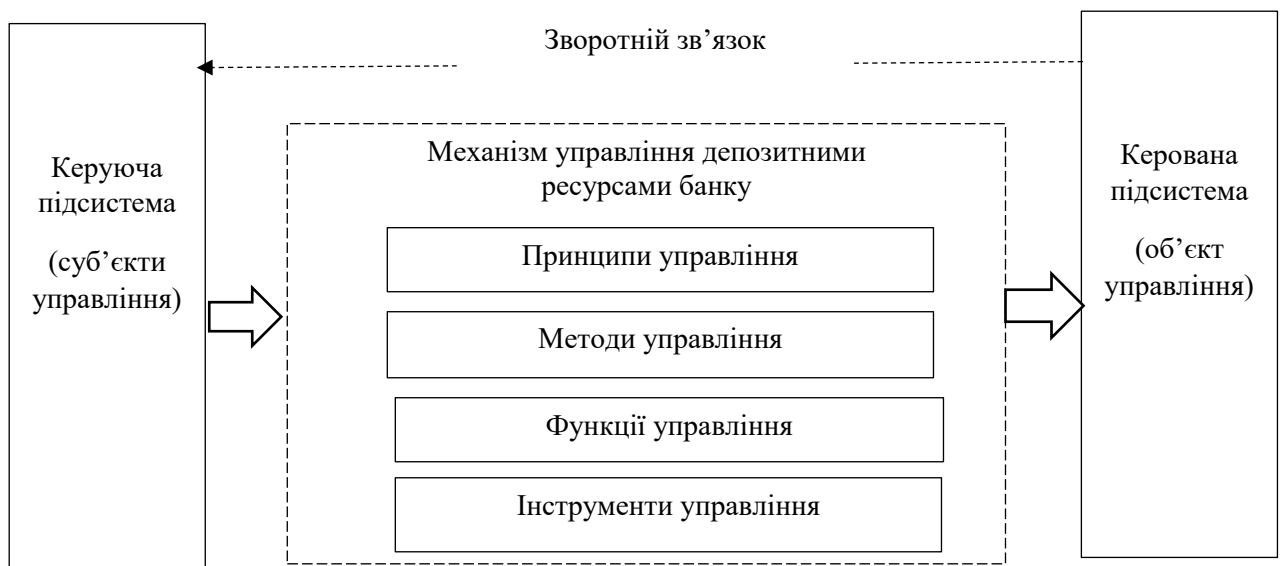 Зворотній зв’язок
Керуюча
підсистема
(суб’єкти
управління)
Механізм управління депозитними
ресурсами банку
Принципи управління
Методи управління
Функції управління
Інструменти управління
Керована
підсистема
(об’єкт
управління)